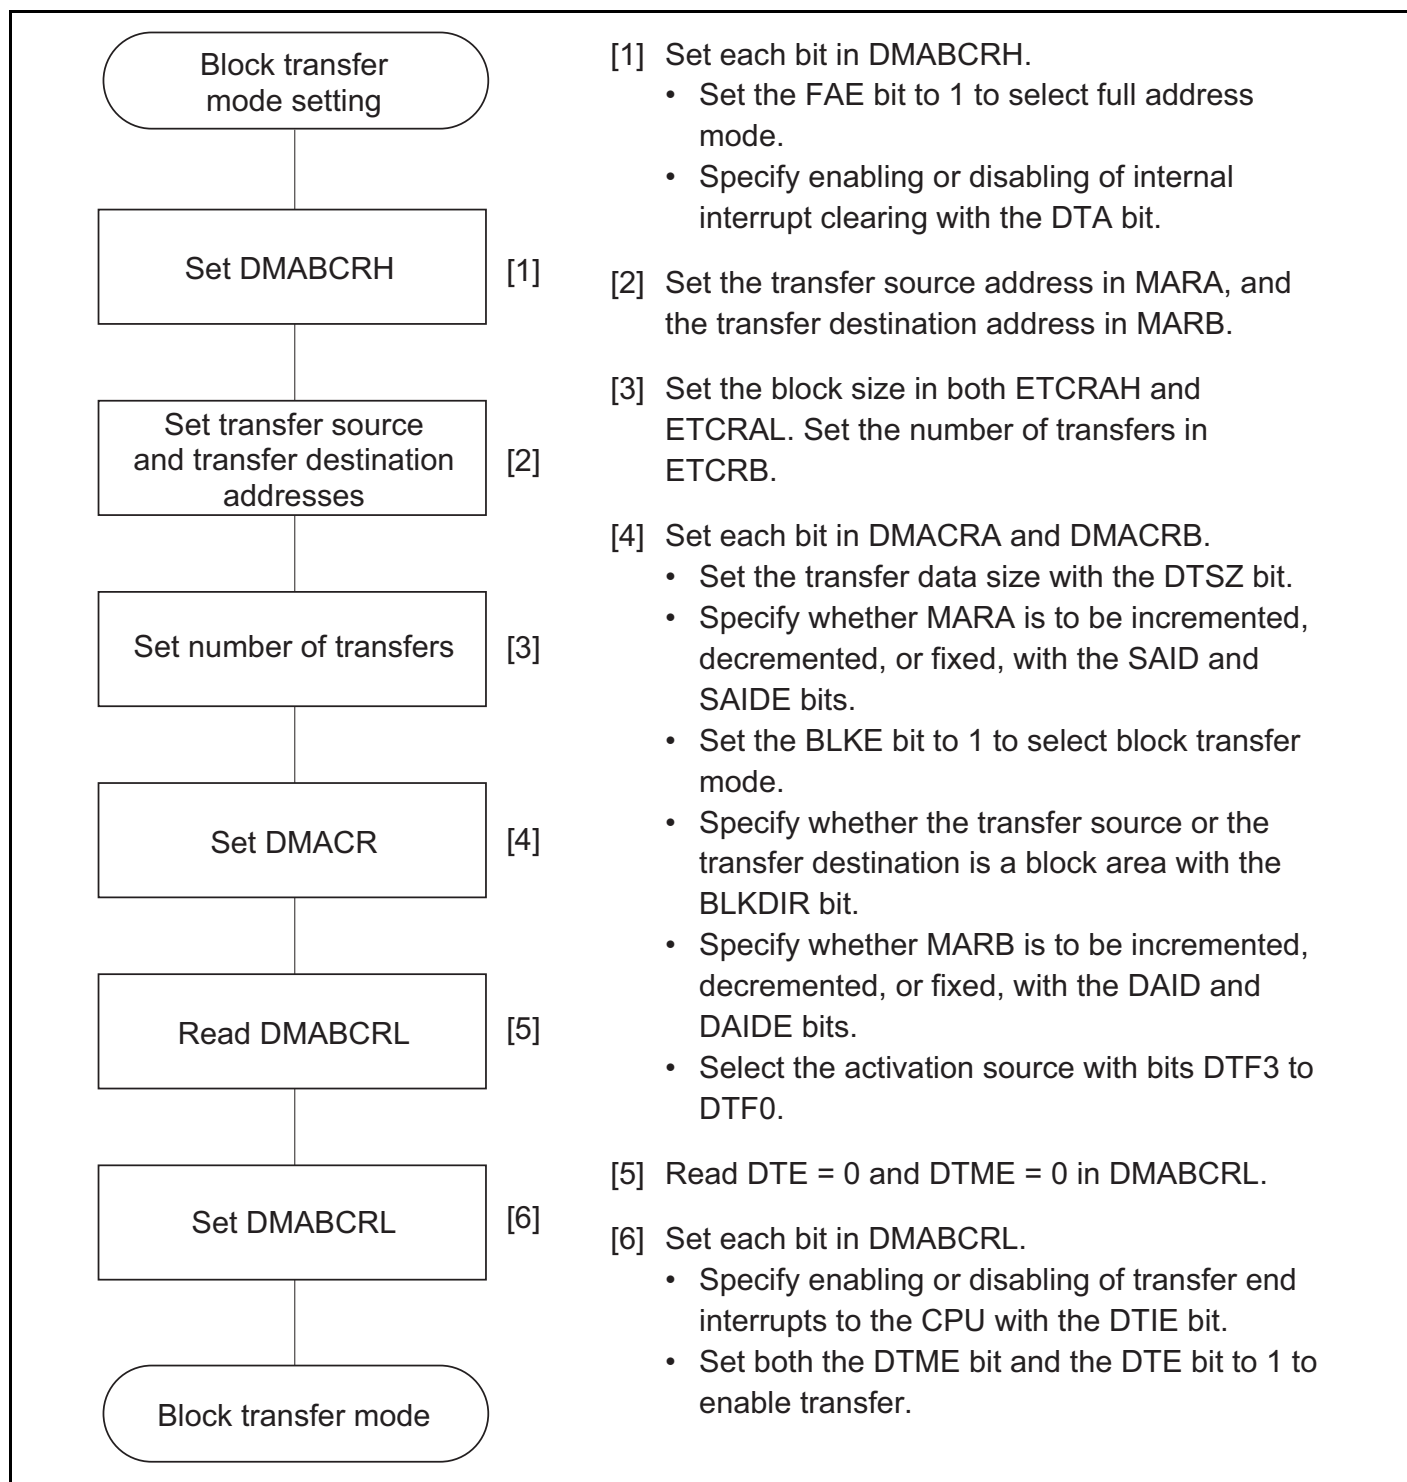 Block transfer
mode setting
Set DMABCRH
[1]
Set transfer source
and transfer destination
addresses
[2]
Set number of transfers
[3]
Set DMACR
[4]
Read DMABCRL
[5]
Set DMABCRL
[6]
Block transfer mode
[1] Set each bit in DMABCRH.
• Set the FAE bit to 1 to select full address
mode.
• Specify enabling or disabling of internal
interrupt clearing with the DTA bit.
[2] Set the transfer source address in MARA, and
the transfer destination address in MARB.
[3] Set the block size in both ETCRAH and
ETCRAL. Set the number of transfers in
ETCRB.
[4] Set each bit in DMACRA and DMACRB.
• Set the transfer data size with the DTSZ bit.
• Specify whether MARA is to be incremented,
decremented, or fixed, with the SAID and
SAIDE bits.
• Set the BLKE bit to 1 to select block transfer
mode.
• Specify whether the transfer source or the
transfer destination is a block area with the
BLKDIR bit.
• Specify whether MARB is to be incremented,
decremented, or fixed, with the DAID and
DAIDE bits.
• Select the activation source with bits DTF3 to
DTF0.
[5] Read DTE = 0 and DTME = 0 in DMABCRL.
[6] Set each bit in DMABCRL.
• Specify enabling or disabling of transfer end
interrupts to the CPU with the DTIE bit.
• Set both the DTME bit and the DTE bit to 1 to
enable transfer.